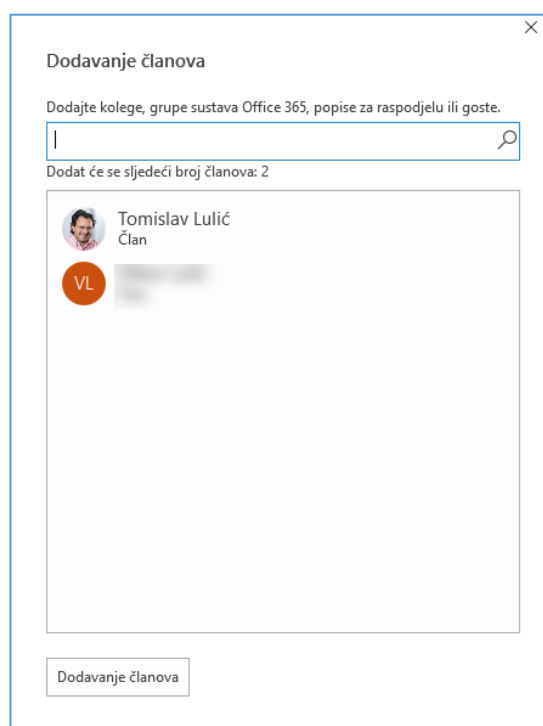 Dodavanje članova
Dodajte kolege, grupe sustava Office 365, popise za raspodjelu ili goste.
Dodat će se sljedeći broj članova: 2
Tomislav Lulić
Član
VL
Dodavanje članova